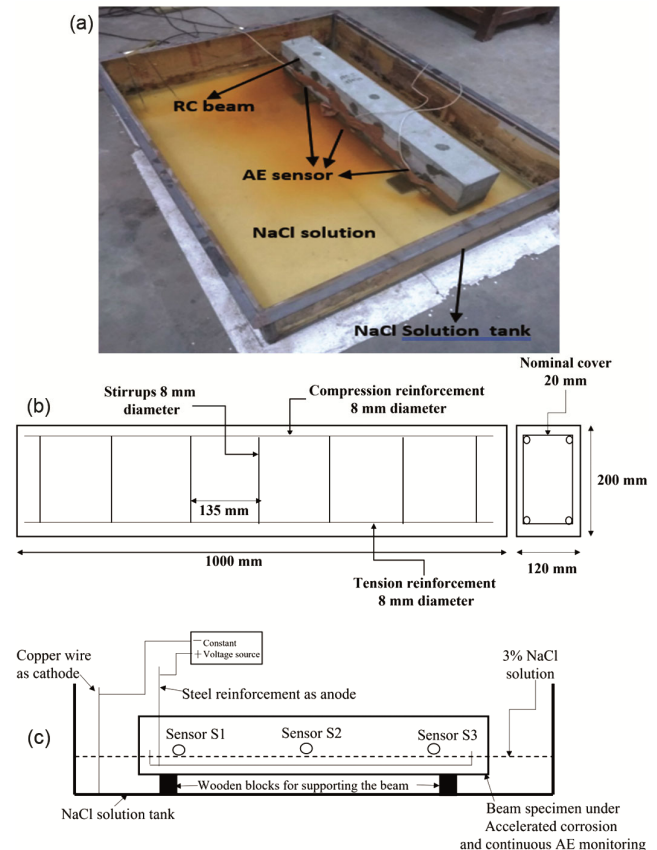 (a)
RC beam
AE sensor
NaCl solution
NaCl Solution tank
Nominal cover
20 mm
(b)
Stirrups 8 mm
diameter
Compression reinforcement
8 mm diameter
135 mm
200 mm
1000 mm
120 mm
Tension reinforcement
8 mm diameter
Copper wire
as cathode
− Constant
+ Voltage source
Steel reinforcement as anode
3% NaCl
solution
(c)
Sensor S1
Sensor S2
Sensor S3
Wooden blocks for supporting the beam
NaCl solution tank
Beam specimen under
Accelerated corrosion
and continuous AE monitoring